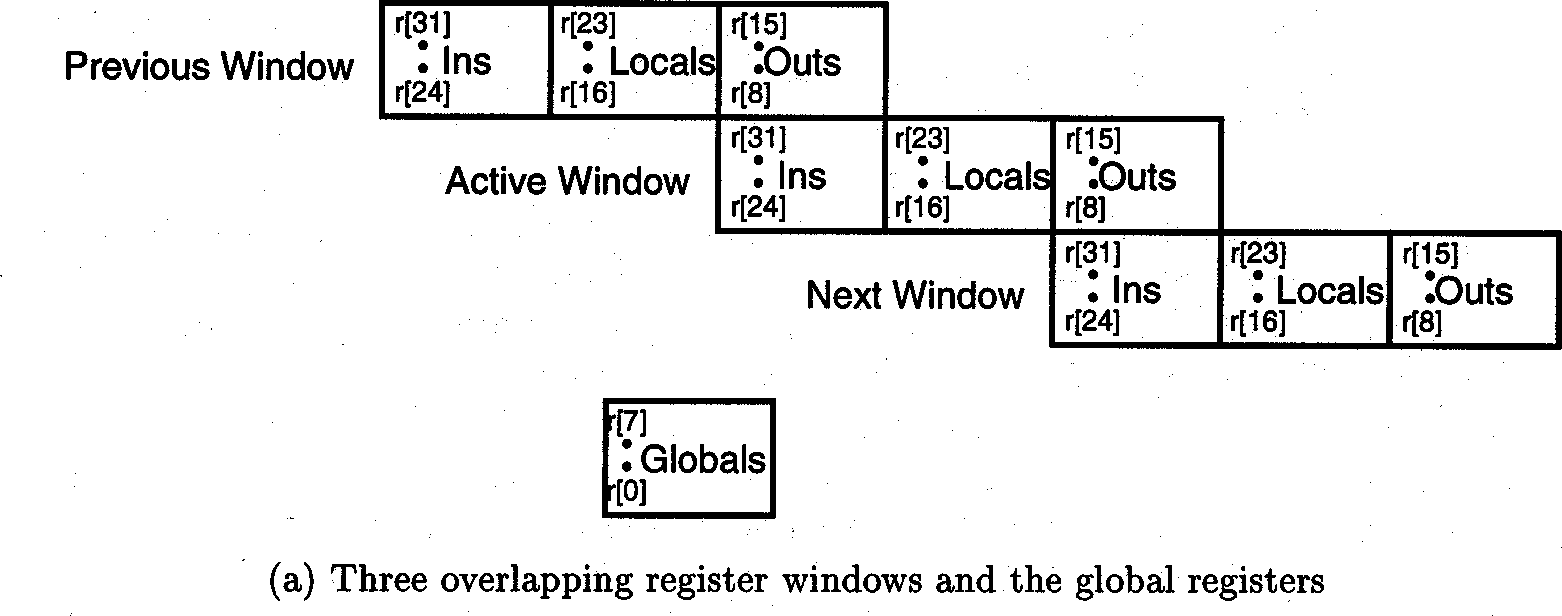 r[31] r[23] r[15]
Previous Window : Ins : Locals : Outs
r[24] r[16] r[8]
r[31] r[23] r[15]
Active Window : Ins : Locals : Outs
r[24] r[16] r[8]
r[31] r[23] r[15]
Next Window : Ins : Locals : Outs
r[24] r[16] r[8]
r[7]
: Globals
r[0]
(a) Three overlapping register windows and the global registers